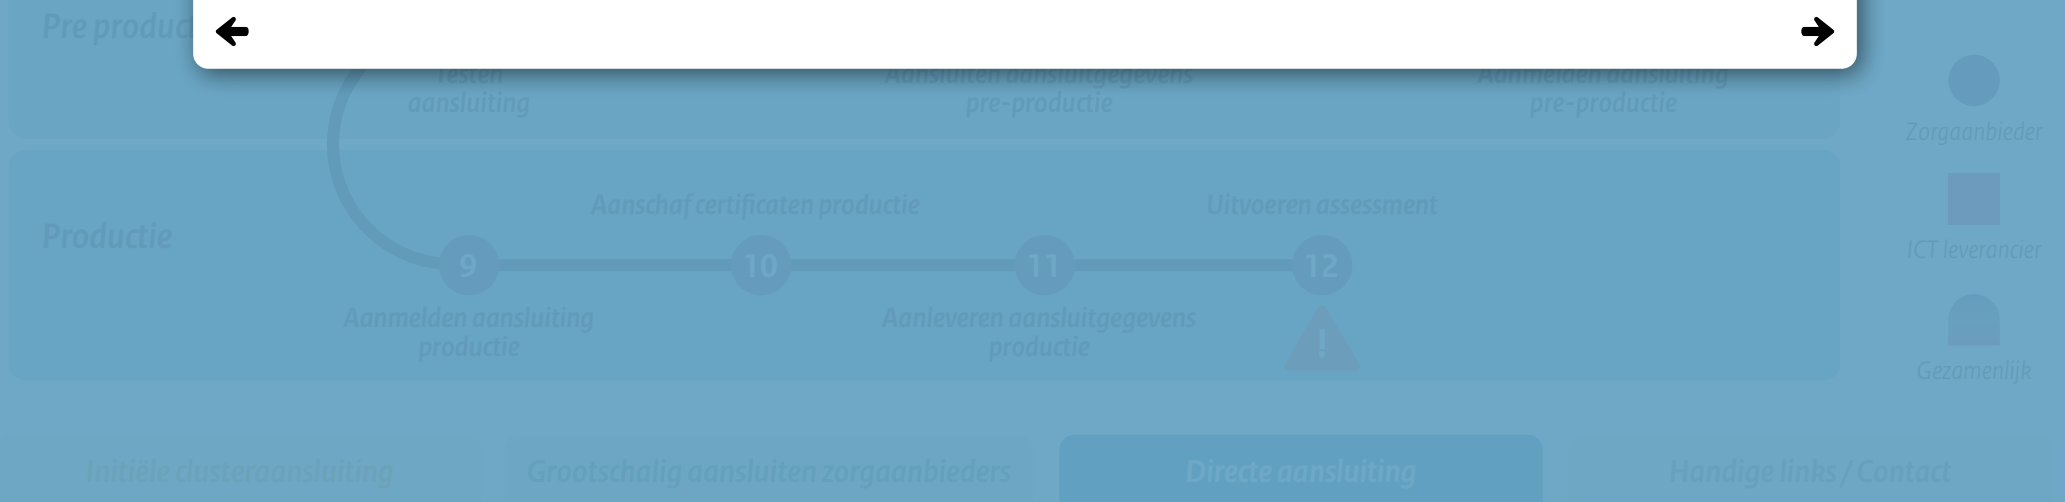 Pre produc
Testen
aansluiting
Aansluiten aansluitgegevens
pre-productie
Aanmelden aansluiting
pre-productie
Zorgaanbieder
Productie
Aanschaf certificaten productie
Uitvoeren assessment
ICT leverancier
9
10
11
12
Aanmelden aansluiting
productie
Aanleveren aansluitgegevens
productie
!
Gezamenlijk
Initiële clusteraansluiting
Grootschalig aansluiten zorgaanbieders
Directe aansluiting
Handige links / Contact